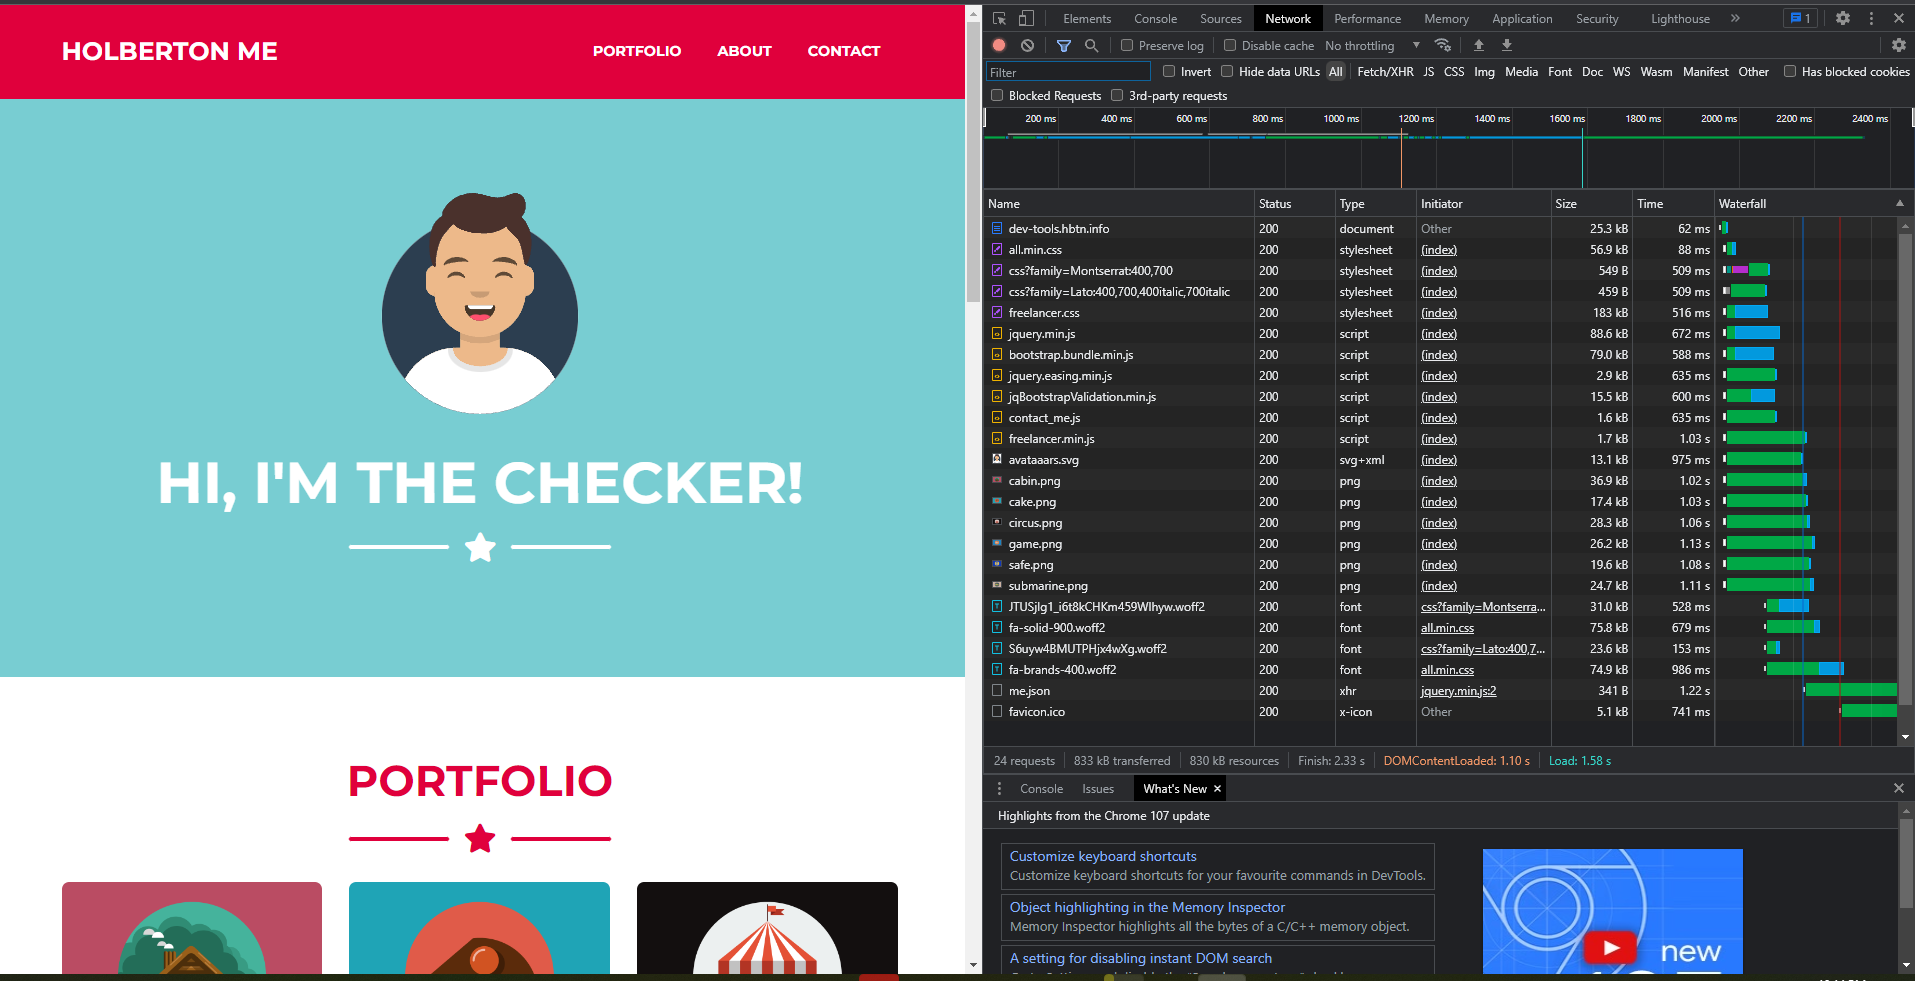 HOLBERTON ME
PORTFOLIO ABOUT CONTACT
HI, I'M THE CHECKER!
PORTFOLIO
Elements Console Sources Network Performance Memory Application Security Lighthouse » 1
Preserve log Disable cache No throttling
Filter Invert Hide data URLs All Fetch/XHR JS CSS Img Media Font Doc WS Wasm Manifest Other Has blocked cookies
Blocked Requests 3rd-party requests
200 ms 400 ms 600 ms 800 ms 1000 ms 1200 ms 1400 ms 1600 ms 1800 ms 2000 ms 2200 ms 2400 ms
Name Status Type Initiator Size Time Waterfall
dev-tools.hbtn.info 200 document Other 25.3 kB 62 ms
all.min.css 200 stylesheet (index) 56.9 kB 88 ms
css?family=Montserrat:400,700 200 stylesheet (index) 549 B 509 ms
css?family=Lato:400,700,400italic,700italic 200 stylesheet (index) 459 B 509 ms
freelancer.css 200 stylesheet (index) 183 kB 516 ms
jquery.min.js 200 script (index) 88.6 kB 672 ms
bootstrap.bundle.min.js 200 script (index) 79.0 kB 588 ms
jquery.easing.min.js 200 script (index) 2.9 kB 635 ms
jqBootstrapValidation.min.js 200 script (index) 15.5 kB 600 ms
contact_me.js 200 script (index) 1.6 kB 635 ms
freelancer.min.js 200 script (index) 1.7 kB 1.03 s
avataaars.svg 200 svg+xml (index) 13.1 kB 975 ms
cabin.png 200 png (index) 36.9 kB 1.02 s
cake.png 200 png (index) 17.4 kB 1.03 s
circus.png 200 png (index) 28.3 kB 1.06 s
game.png 200 png (index) 26.2 kB 1.13 s
safe.png 200 png (index) 19.6 kB 1.08 s
submarine.png 200 png (index) 24.7 kB 1.11 s
JTUSjIg1_i6t8kCHKm459Wlhyw.woff2 200 font css?family=Montserra... 31.0 kB 528 ms
fa-solid-900.woff2 200 font all.min.css 75.8 kB 679 ms
S6uyw4BMUTPHjx4wXg.woff2 200 font css?family=Lato:400,7... 23.6 kB 153 ms
fa-brands-400.woff2 200 font all.min.css 74.9 kB 986 ms
me.json 200 xhr jquery.min.js:2 341 B 1.22 s
favicon.ico 200 x-icon Other 5.1 kB 741 ms
24 requests 833 kB transferred 830 kB resources Finish: 2.33 s DOMContentLoaded: 1.10 s Load: 1.58 s
Console Issues What's New
Highlights from the Chrome 107 update
Customize keyboard shortcuts
Customize keyboard shortcuts for your favourite commands in DevTools.
Object highlighting in the Memory Inspector
Memory Inspector highlights all the bytes of a C/C++ memory object.
A setting for disabling instant DOM search
new